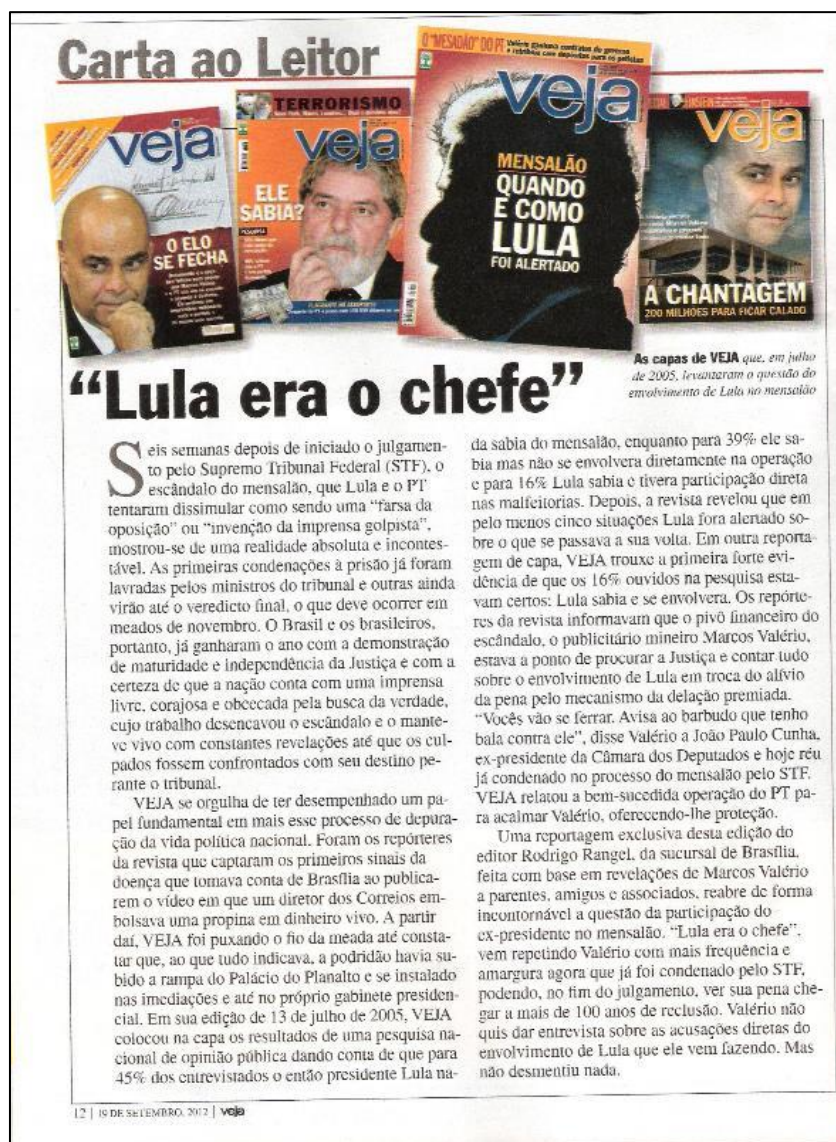 Carta ao Leitor
O "MESADÃO" DO PT
veja
O ELO
SE FECHA
TERRORISMO
veja
ELE
SABIA?
veja
MENSALÃO
QUANDO
E COMO
LULA
FOI ALERTADO
EINSTEIN
veja
A CHANTAGEM
200 MILHÕES PARA FICAR CALADO
As capas de VEJA que, em julho
de 2005, levantaram a questão do
envolvimento de Lula no mensalão
“Lula era o chefe”
Seis semanas depois de iniciado o julgamen-
to pelo Supremo Tribunal Federal (STF), o
escândalo do mensalão, que Lula e o PT
tentaram dissimular como sendo uma “farsa da
oposição” ou “invenção da imprensa golpista”,
mostrou-se de uma realidade absoluta e incontes-
tável. As primeiras condenações à prisão já foram
lavradas pelos ministros do tribunal e outras ainda
virão até o veredicto final, o que deve ocorrer em
meados de novembro. O Brasil e os brasileiros,
portanto, já ganharam o ano com a demonstração
de maturidade e independência da Justiça e com a
certeza de que a nação conta com uma imprensa
livre, corajosa e obcecada pela busca da verdade,
cujo trabalho desencavou o escândalo e o mante-
ve vivo com constantes revelações até que os cul-
pados fossem confrontados com seu destino pe-
rante o tribunal.
VEJA se orgulha de ter desempenhado um pa-
pel fundamental em mais esse processo de depura-
ção da vida política nacional. Foram os repórteres
da revista que captaram os primeiros sinais da
doença que tomava conta de Brasília ao publica-
rem o vídeo em que um diretor dos Correios em-
bolsava uma propina em dinheiro vivo. A partir
daí, VEJA foi puxando o fio da meada até consta-
tar que, ao que tudo indicava, a podridão havia su-
bido a rampa do Palácio do Planalto e se instalado
nas imediações e até no próprio gabinete presiden-
cial. Em sua edição de 13 de julho de 2005, VEJA
colocou na capa os resultados de uma pesquisa na-
cional de opinião pública dando conta de que para
45% dos entrevistados o então presidente Lula na-
da sabia do mensalão, enquanto para 39% ele sa-
bia mas não se envolvera diretamente na operação
e para 16% Lula sabia e tivera participação direta
nas malfeitorias. Depois, a revista revelou que em
pelo menos cinco situações Lula fora alertado so-
bre o que se passava a sua volta. Em outra reporta-
gem de capa, VEJA trouxe a primeira forte evi-
dência de que os 16% ouvidos na pesquisa esta-
vam certos: Lula sabia e se envolvera. Os repórte-
res da revista informavam que o pivô financeiro do
escândalo, o publicitário mineiro Marcos Valério,
estava a ponto de procurar a Justiça e contar tudo
sobre o envolvimento de Lula em troca do alívio
da pena pelo mecanismo da delação premiada.
“Vocês vão se ferrar. Avisa ao barbudo que tenho
bala contra ele”, disse Valério a João Paulo Cunha,
ex-presidente da Câmara dos Deputados e hoje réu
já condenado no processo do mensalão pelo STF.
VEJA relatou a bem-sucedida operação do PT pa-
ra acalmar Valério, oferecendo-lhe proteção.
Uma reportagem exclusiva desta edição do
editor Rodrigo Rangel, da sucursal de Brasília,
feita com base em revelações de Marcos Valério
a parentes, amigos e associados, reabre de forma
incontornável a questão da participação do
ex-presidente no mensalão. “Lula era o chefe”,
vem repetindo Valério com mais frequência e
amargura agora que já foi condenado pelo STF,
podendo, no fim do julgamento, ver sua pena che-
gar a mais de 100 anos de reclusão. Valério não
quis dar entrevista sobre as acusações diretas do
envolvimento de Lula que ele vem fazendo. Mas
não desmentiu nada.
12 | 19 DE SETEMBRO, 2012 | veja